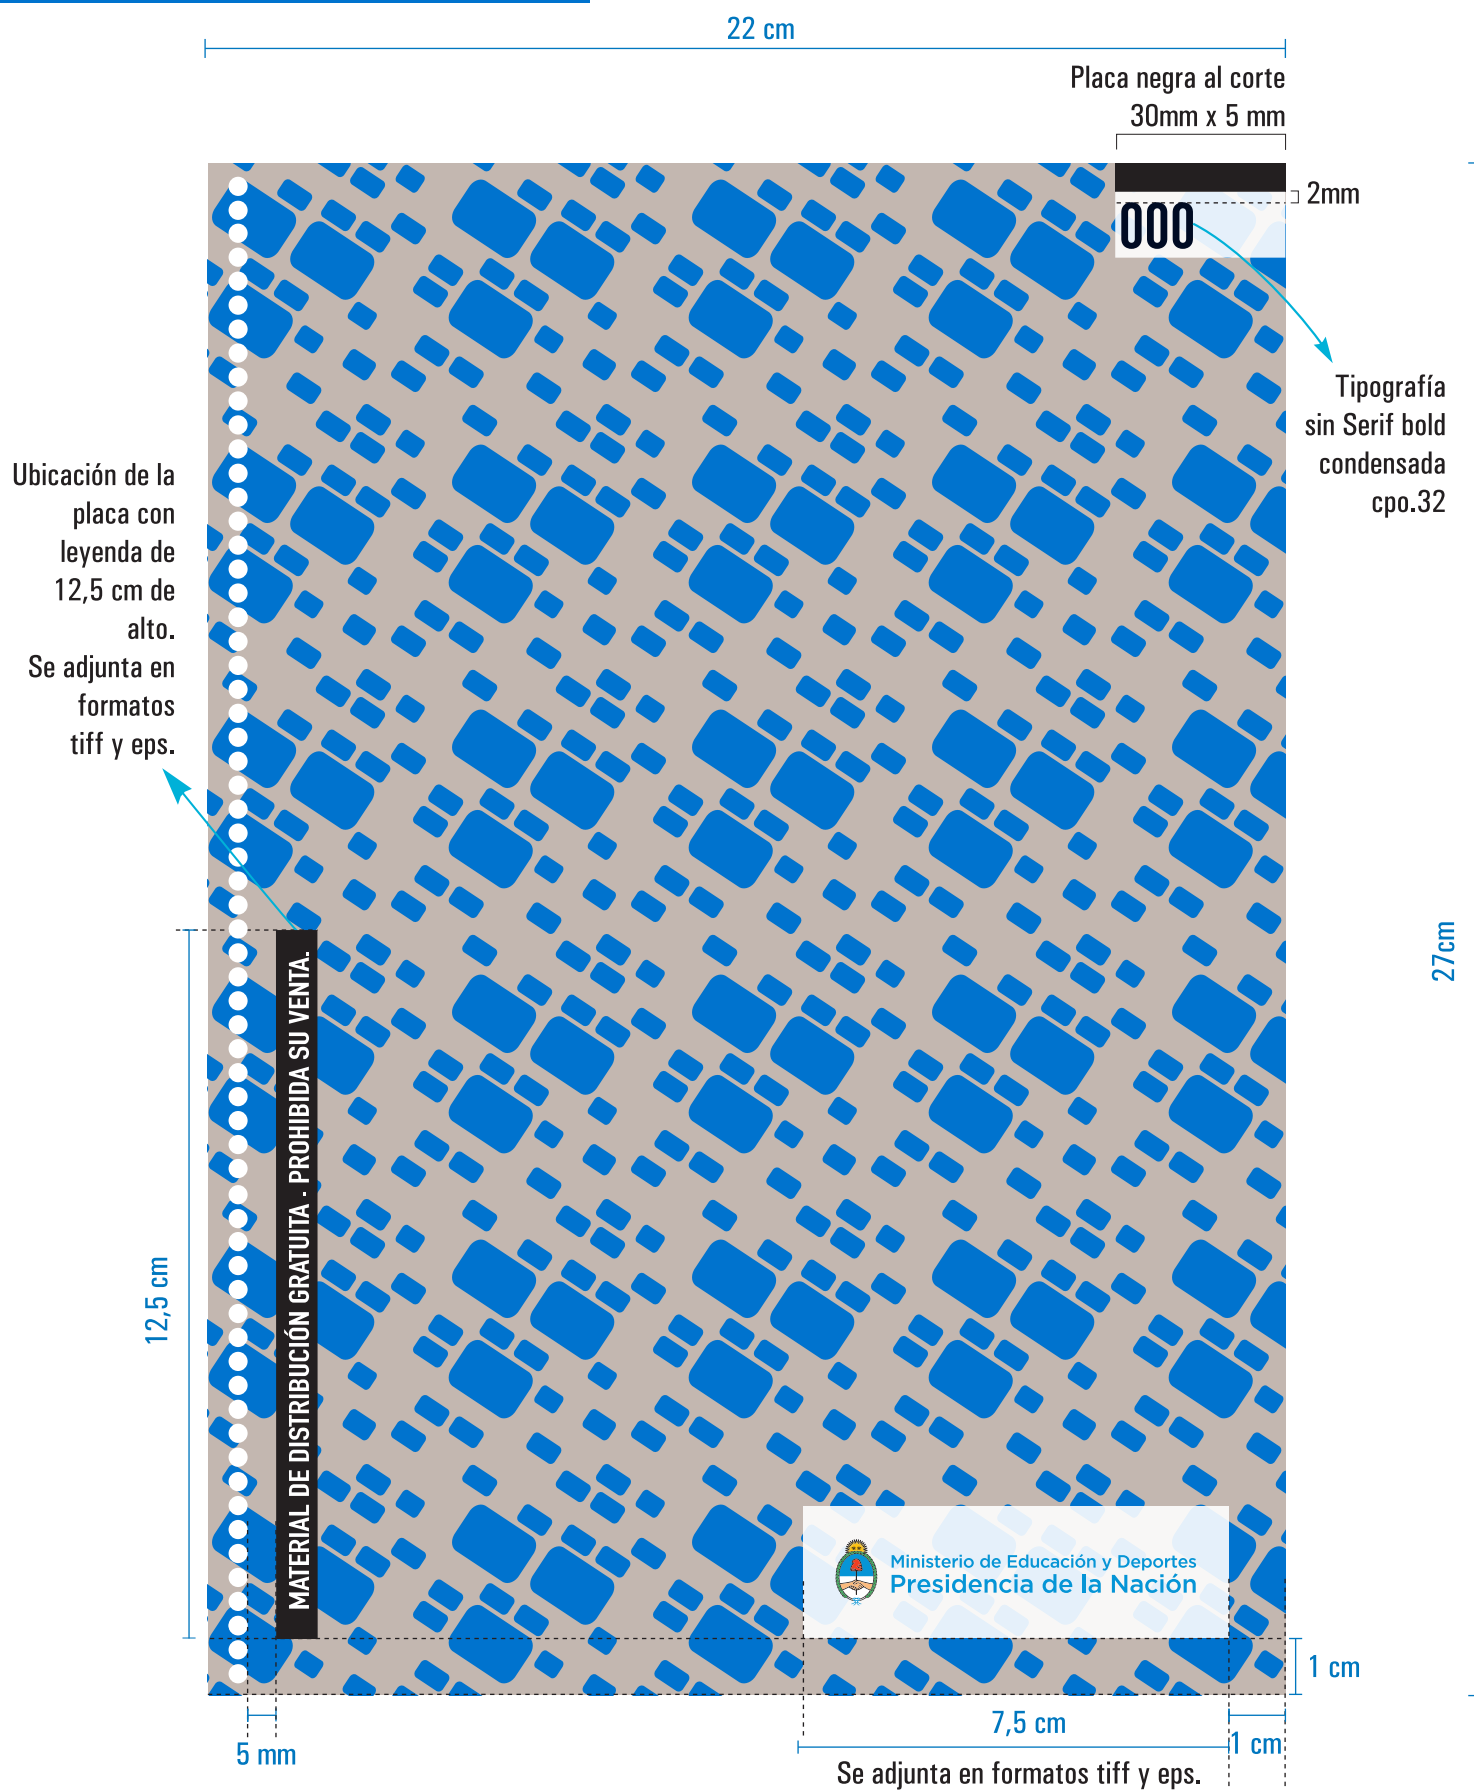 22 cm
Placa negra al corte
30mm x 5 mm
2mm
000
Tipografía
sin Serif bold
condensada
cpo.32
Ubicación de la
placa con
leyenda de
12,5 cm de
alto.
Se adjunta en
formatos
tiff y eps.
27cm
12,5 cm
MATERIAL DE DISTRIBUCIÓN GRATUITA - PROHIBIDA SU VENTA.
Ministerio de Educación y Deportes
Presidencia de la Nación
1 cm
7,5 cm
1 cm
5 mm
Se adjunta en formatos tiff y eps.